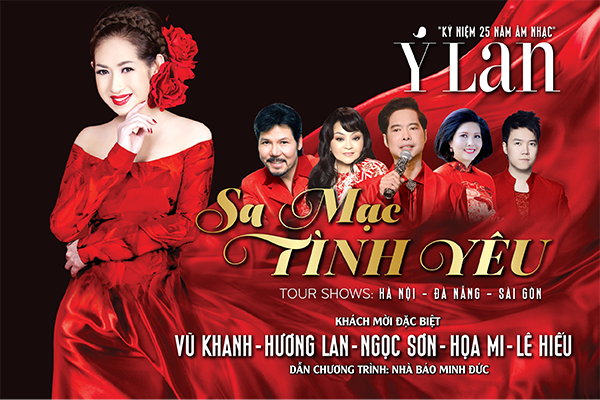 "KỶ NIỆM 25 NĂM ÂM NHẠC"
Ý Lan
Sa Mạc
TÌNH YÊU
TOUR SHOWS: HÀ NỘI - ĐÀ NẴNG - SÀI GÒN
KHÁCH MỜI ĐẶC BIỆT
VŨ KHANH - HƯƠNG LAN - NGỌC SƠN - HỌA MI - LÊ HIẾU
DẪN CHƯƠNG TRÌNH: NHÀ BÁO MINH ĐỨC